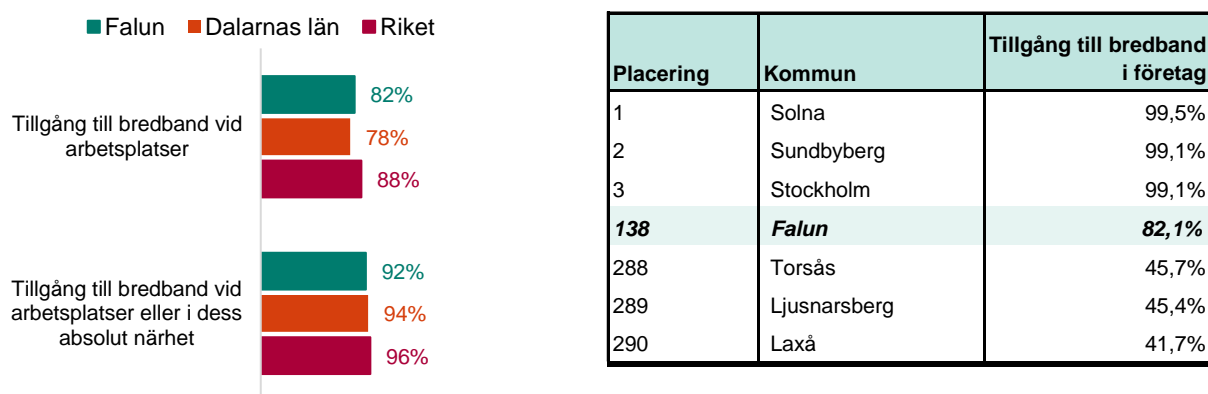 Falun Dalarnas län Riket
Tillgång till bredband vid
arbetsplatser
82%
78%
88%
Tillgång till bredband vid
arbetsplatser eller i dess
absolut närhet
92%
94%
96%
Placering Kommun Tillgång till bredband
i företag
1 Solna 99,5%
2 Sundbyberg 99,1%
3 Stockholm 99,1%
138 Falun 82,1%
288 Torsås 45,7%
289 Ljusnarsberg 45,4%
290 Laxå 41,7%